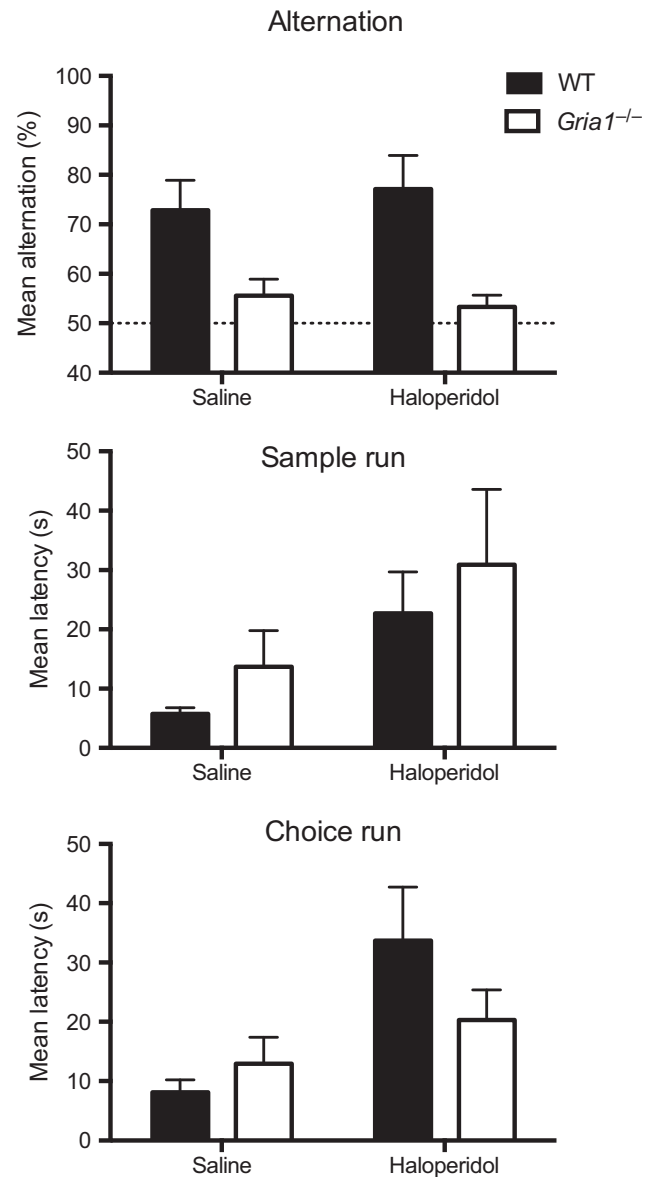 Alternation
WT
Gria1–/–
Mean alternation (%)
100
90
80
70
60
50
40
Saline
Haloperidol
Sample run
Mean latency (s)
50
40
30
20
10
0
Saline
Haloperidol
Choice run
Mean latency (s)
50
40
30
20
10
0
Saline
Haloperidol